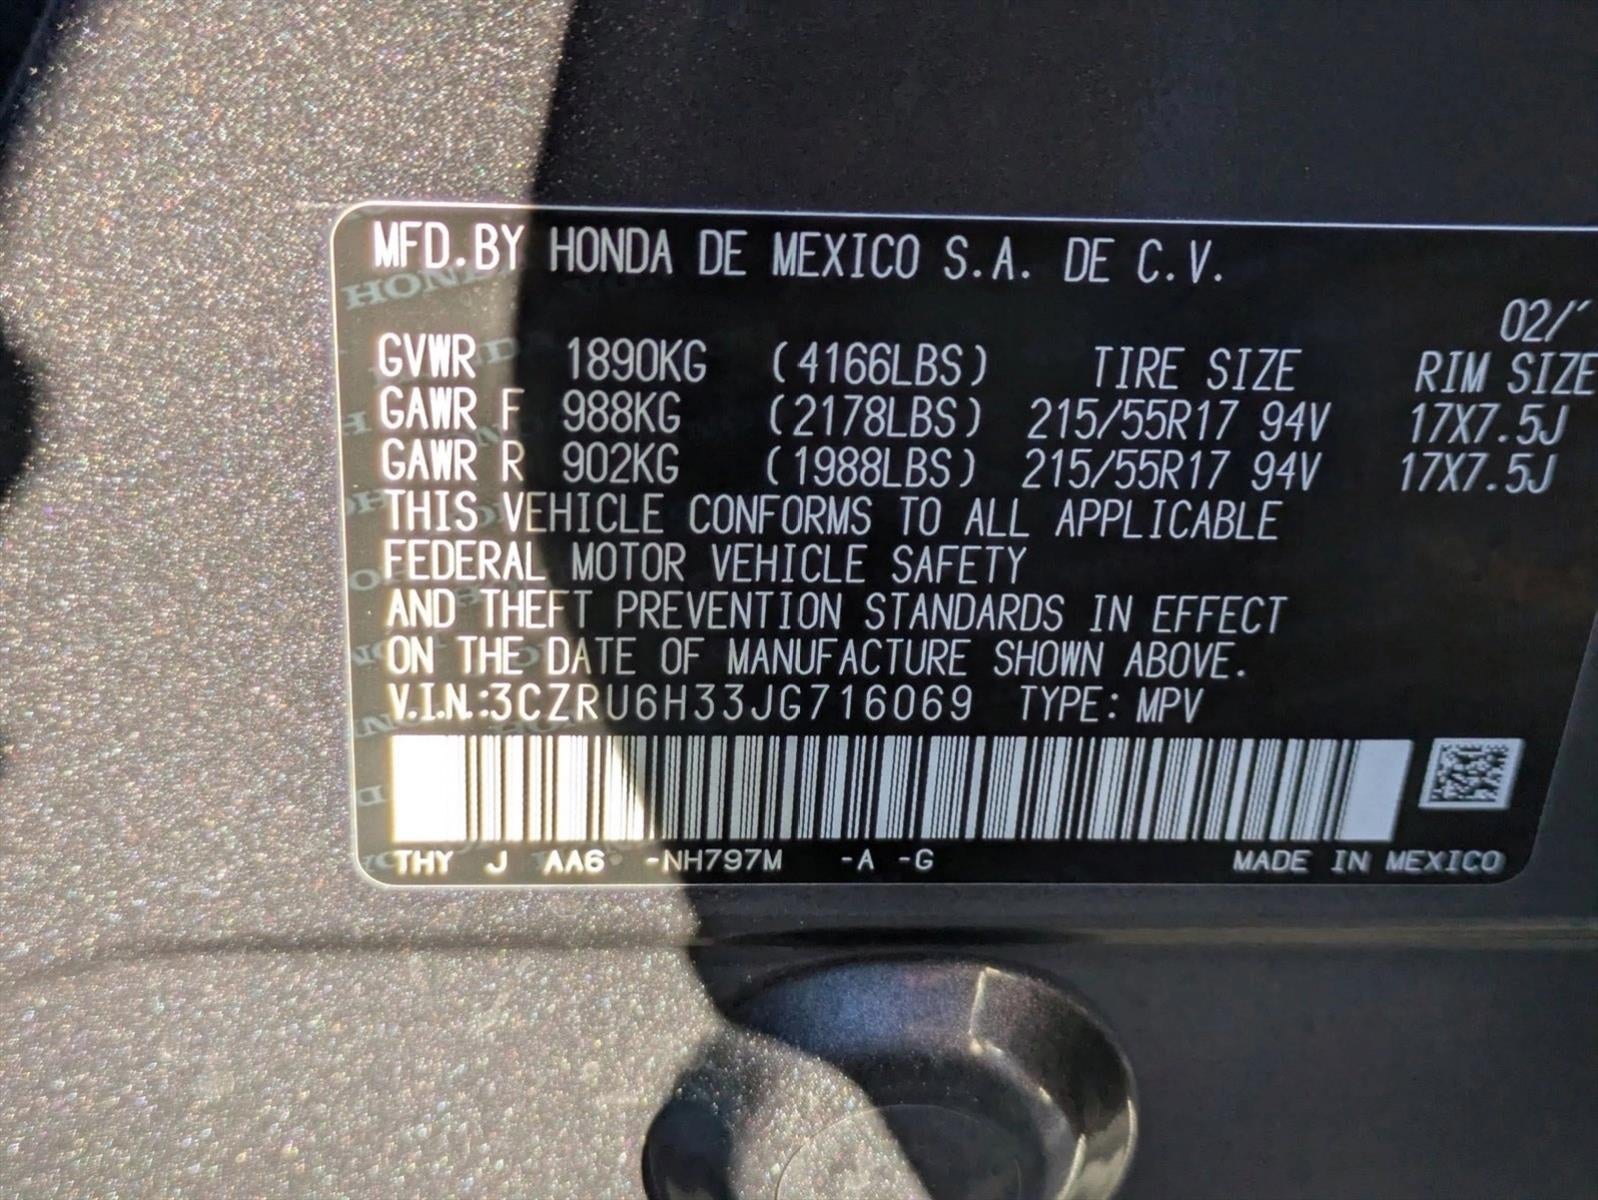 MFD.BY HONDA DE MEXICO S.A. DE C.V.
02/
GVWR 1890KG (4166LBS) TIRE SIZE RIM SIZE
GAWR F 988KG (2178LBS) 215/55R17 94V 17X7.5J
GAWR R 902KG (1988LBS) 215/55R17 94V 17X7.5J
THIS VEHICLE CONFORMS TO ALL APPLICABLE
FEDERAL MOTOR VEHICLE SAFETY
AND THEFT PREVENTION STANDARDS IN EFFECT
ON THE DATE OF MANUFACTURE SHOWN ABOVE.
V.I.N.:3CZRU6H33JG716069 TYPE: MPV
THY J AA6 -NH797M -A -G MADE IN MEXICO